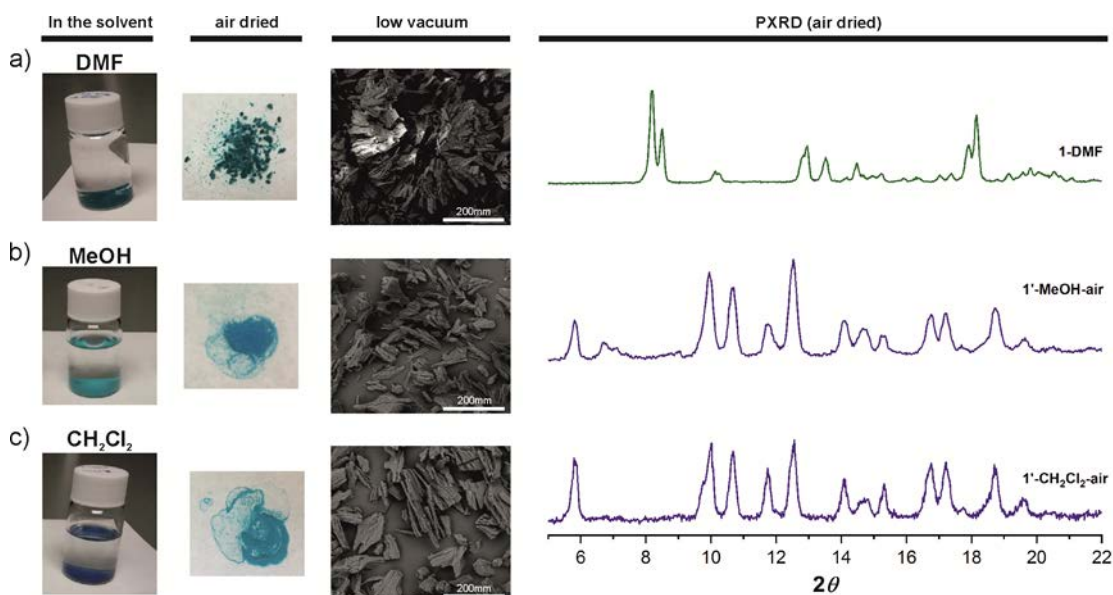 In the solvent
air dried
low vacuum
PXRD (air dried)
a)
DMF
200mm
1-DMF
b)
MeOH
200mm
1'-MeOH-air
c)
CH₂Cl₂
200mm
1'-CH₂Cl₂-air
6 8 10 12 14 16 18 20 22
2θ